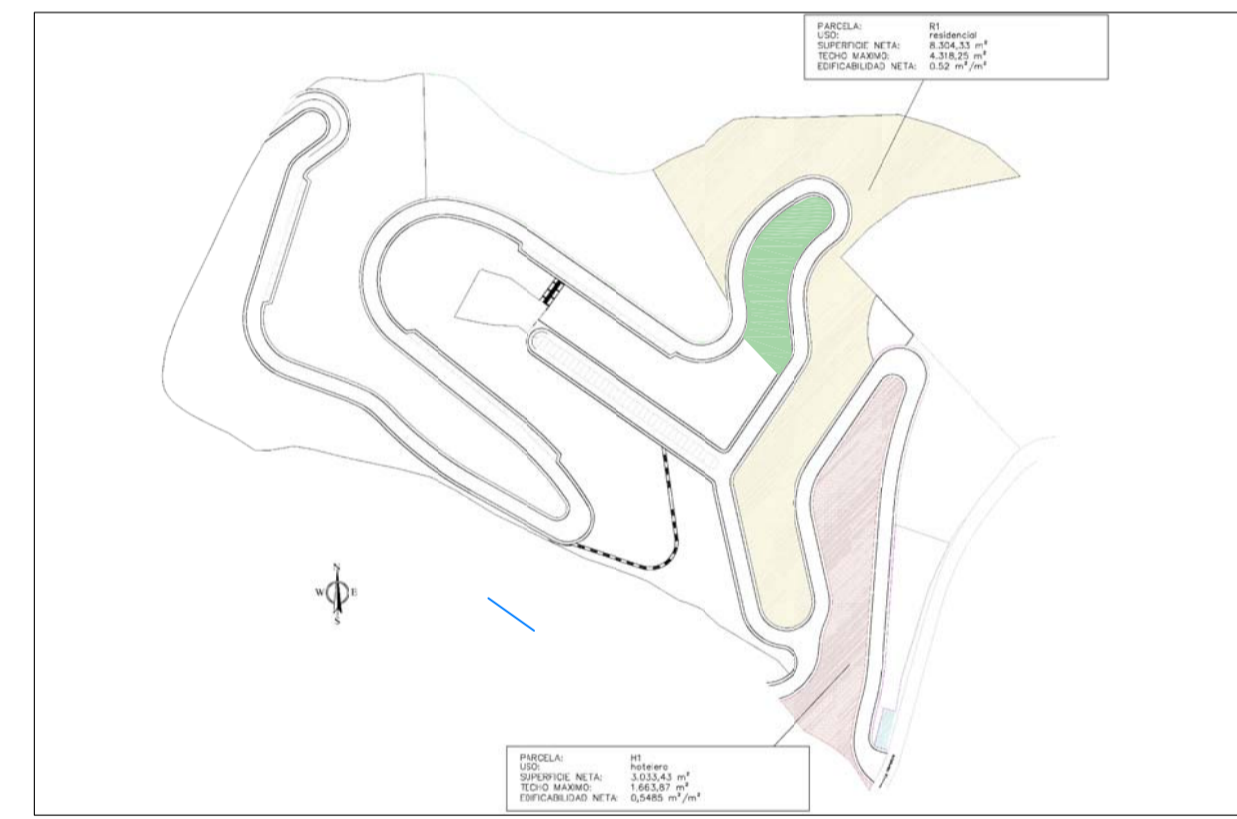 PARCELA: R1
USO: residencial
SUPERFICIE NETA: 8.304,33 m²
TECHO MAXIMO: 4.318,25 m²
EDIFICABILIDAD NETA: 0.52 m²/m²
N
W E
S
PARCELA: H1
USO: hotelero
SUPERFICIE NETA: 3.033,43 m²
TECHO MAXIMO: 1.663,87 m²
EDIFICABILIDAD NETA: 0,5485 m²/m²